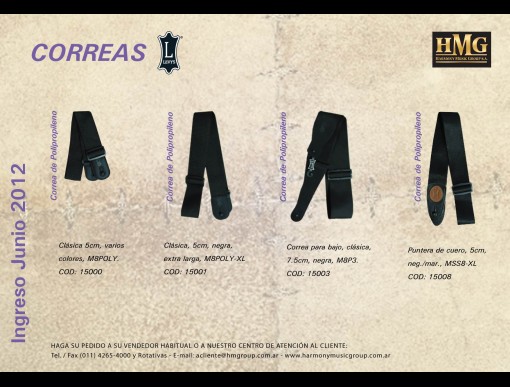 CORREAS
L
LEVYS
HMG
HARMONY MUSIC GROUP S.A.
Ingreso Junio 2012
Correa de Polipropileno
Clásica 5cm, varios
colores, M8POLY.
COD: 15000
Correa de Polipropileno
Clásica, 5cm, negra,
extra larga, M8POLY-XL
COD: 15001
Correa de Polipropileno
Correa para bajo, clásica,
7.5cm, negra, M8P3.
COD: 15003
Correa de Polipropileno
Puntera de cuero, 5cm,
neg./mar., MSS8-XL
COD: 15008
HAGA SU PEDIDO A SU VENDEDOR HABITUAL O A NUESTRO CENTRO DE ATENCIÓN AL CLIENTE:
Tel. / Fax (011) 4265-4000 y Rotativas - E-mail: acliente@hmgroup.com.ar - www.harmonymusicgroup.com.ar